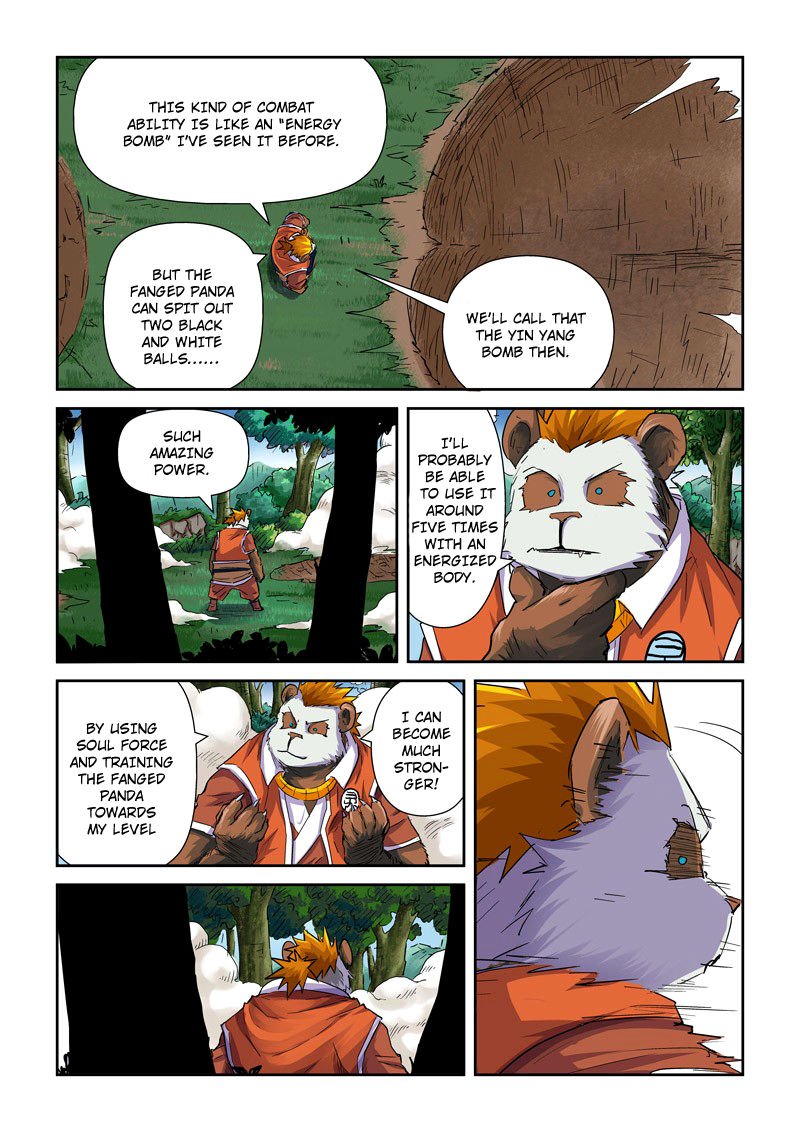 THIS KIND OF COMBAT
ABILITY IS LIKE AN "ENERGY
BOMB" I'VE SEEN IT BEFORE.
BUT THE
FANGED PANDA
CAN SPIT OUT
TWO BLACK
AND WHITE
BALLS......
WE'LL CALL THAT
THE YIN YANG
BOMB THEN.
SUCH
AMAZING
POWER.
I'LL
PROBABLY
BE ABLE
TO USE IT
AROUND
FIVE TIMES
WITH AN
ENERGIZED
BODY.
BY USING
SOUL FORCE
AND TRAINING
THE FANGED
PANDA
TOWARDS
MY LEVEL
I CAN
BECOME
MUCH
STRON-
GER!